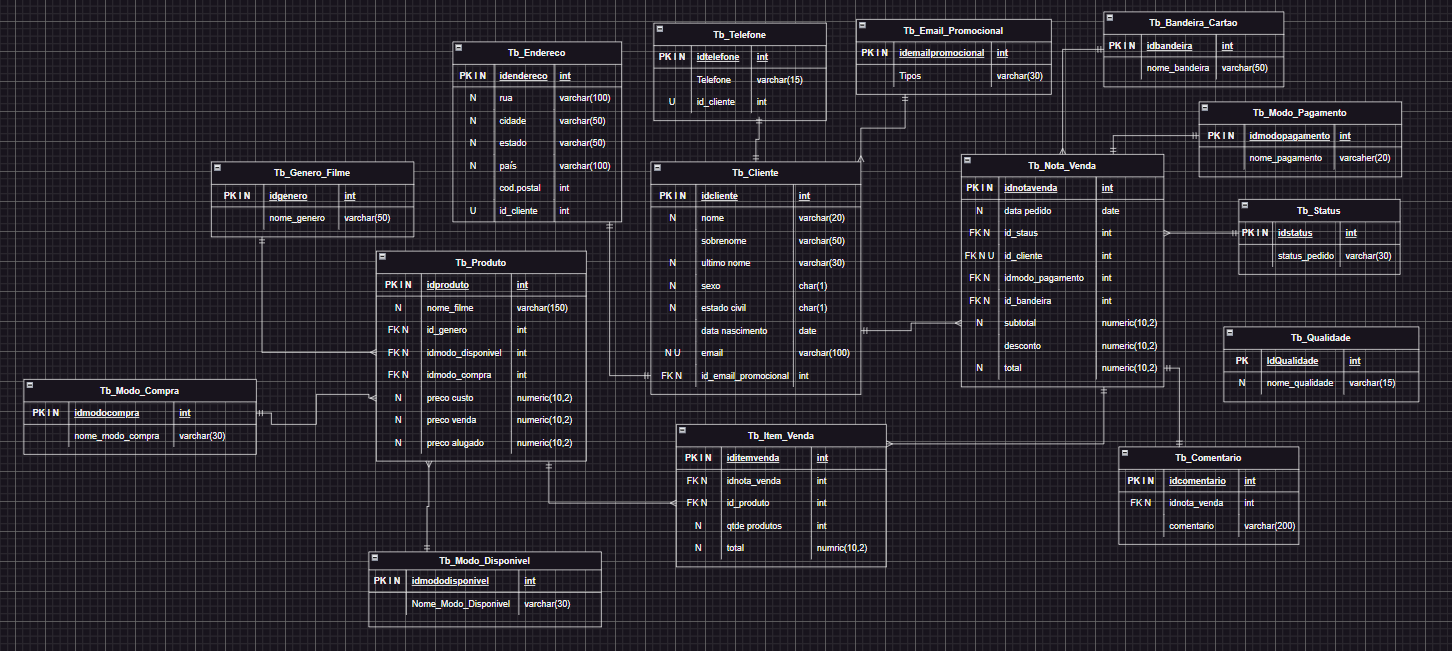 Tb_Bandeira_Cartao
PK I N idbandeira int
nome_bandeira varchar(50)
Tb_Email_Promocional
PK I N idemailpromocional int
Tipos varchar(30)
Tb_Telefone
PK I N idtelefone int
Telefone varchar(15)
U id_cliente int
Tb_Endereco
PK I N idendereco int
N rua varchar(100)
N cidade varchar(50)
N estado varchar(50)
N país varchar(100)
cod.postal int
U id_cliente int
Tb_Modo_Pagamento
PK I N idmodopagamento int
nome_pagamento varcaher(20)
Tb_Genero_Filme
PK I N idgenero int
nome_genero varchar(50)
Tb_Cliente
PK I N idcliente int
N nome varchar(20)
sobrenome varchar(50)
N ultimo nome varchar(30)
N sexo char(1)
N estado civil char(1)
data nascimento date
N U email varchar(100)
FK N id_email_promocional int
Tb_Nota_Venda
PK I N idnotavenda int
N data pedido date
FK N id_staus int
FK N U id_cliente int
FK N idmodo_pagamento int
FK N id_bandeira int
N subtotal numeric(10,2)
desconto numeric(10,2)
N total numeric(10,2)
Tb_Status
PK I N idstatus int
status_pedido varchar(30)
Tb_Produto
PK I N idproduto int
N nome_filme varchar(150)
FK N id_genero int
FK N idmodo_disponivel int
FK N idmodo_compra int
N preco custo numeric(10,2)
N preco venda numeric(10,2)
N preco alugado numeric(10,2)
Tb_Qualidade
PK IdQualidade int
N nome_qualidade varchar(15)
Tb_Modo_Compra
PK I N idmodocompra int
nome_modo_compra varchar(30)
Tb_Item_Venda
PK I N iditemvenda int
FK N idnota_venda int
FK N id_produto int
N qtde produtos int
N total numric(10,2)
Tb_Comentario
PK I N idcomentario int
FK N idnota_venda int
comentario varchar(200)
Tb_Modo_Disponivel
PK I N idmododisponivel int
Nome_Modo_Disponivel varchar(30)